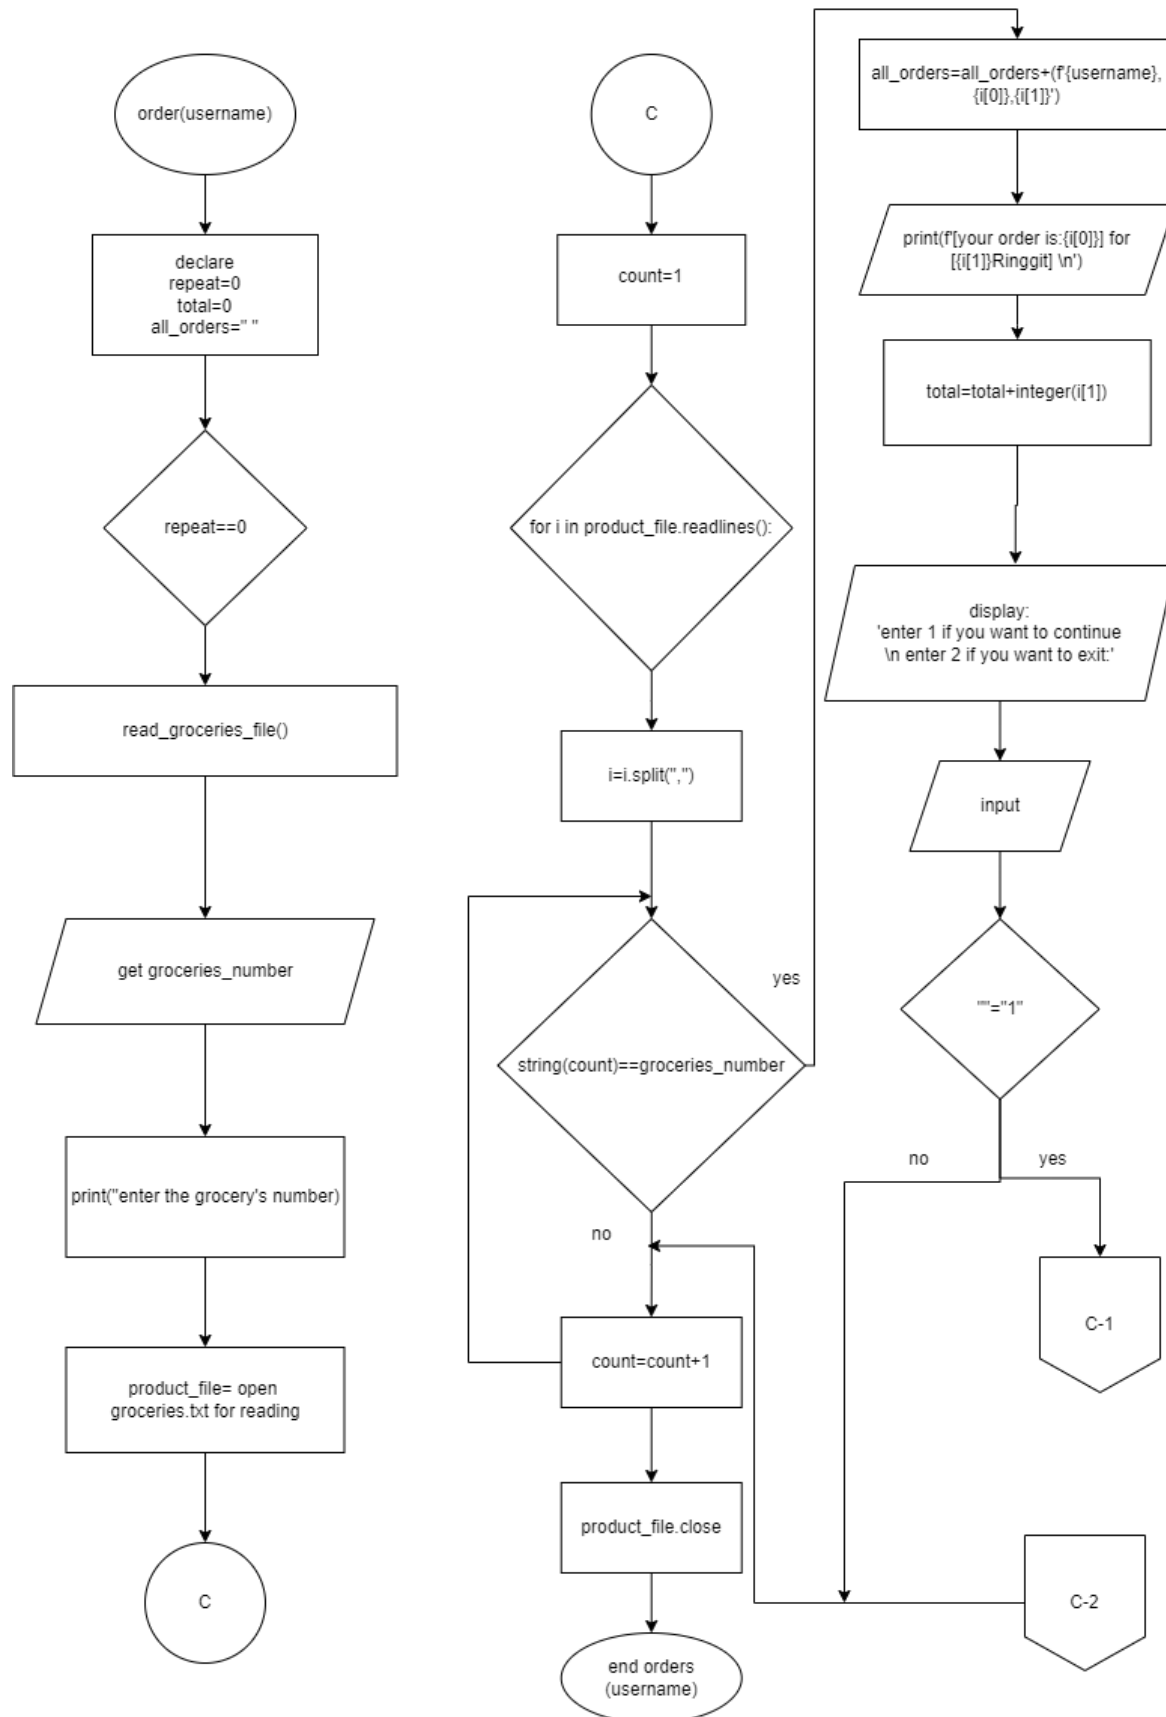 order(username)
declare
repeat=0
total=0
all_orders=" "
repeat==0
read_groceries_file()
get groceries_number
print("enter the grocery's number)
product_file= open
groceries.txt for reading
C
C
count=1
for i in product_file.readlines():
i=i.split(",")
string(count)==groceries_number
yes
no
count=count+1
product_file.close
end orders
(username)
all_orders=all_orders+(f'{username},
{i[0]},{i[1]}')
print(f'[your order is:{i[0]}] for
[{i[1]}Ringgit] \n')
total=total+integer(i[1])
display:
'enter 1 if you want to continue
\n enter 2 if you want to exit:'
input
""="1"
no
yes
C-1
C-2